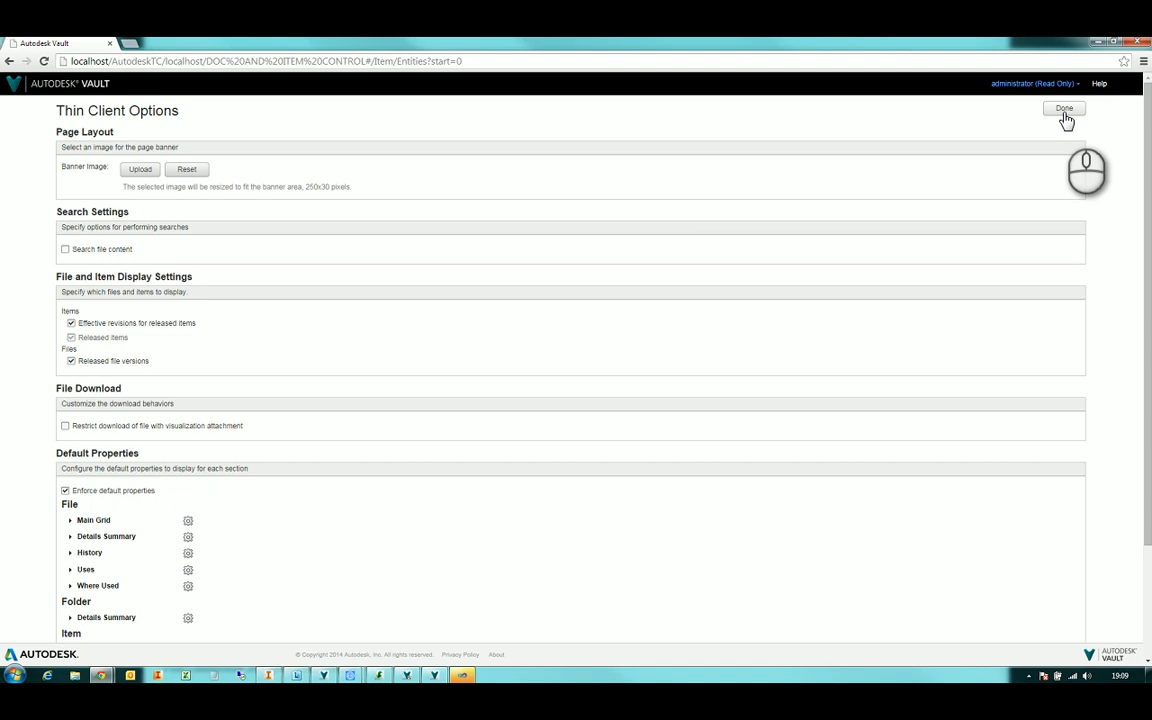 Autodesk Vault
localhost/AutodeskTC/localhost/DOC%20AND%20ITEM%20CONTROL#/Item/Entities?start=0
AUTODESK® VAULT
administrator (Read Only)
Help
Thin Client Options
Done
Page Layout
Select an image for the page banner
Banner Image:
Upload
Reset
The selected image will be resized to fit the banner area, 250x30 pixels.
Search Settings
Specify options for performing searches
Search file content
File and Item Display Settings
Specify which files and items to display.
Items
Effective revisions for released items
Released items
Files
Released file versions
File Download
Customize the download behaviors
Restrict download of file with visualization attachment
Default Properties
Configure the default properties to display for each section
Enforce default properties
File
Main Grid
Details Summary
History
Uses
Where Used
Folder
Details Summary
Item
AUTODESK.
© Copyright 2014 Autodesk, Inc. All rights reserved.
Privacy Policy
About
AUTODESK®
VAULT
19:09